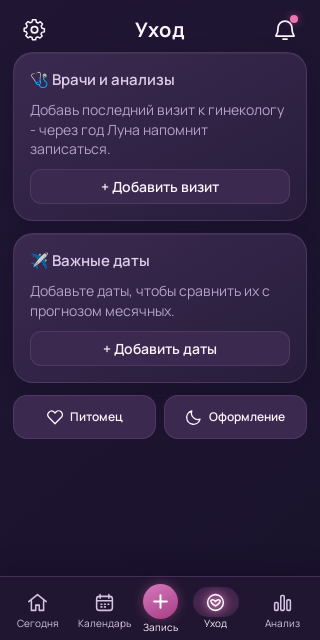 Уход
Врачи и анализы
Добавь последний визит к гинекологу
- через год Луна напомнит
записаться.
+ Добавить визит
Важные даты
Добавьте даты, чтобы сравнить их с
прогнозом месячных.
+ Добавить даты
Питомец
Оформление
Сегодня
Календарь
Запись
Уход
Анализ